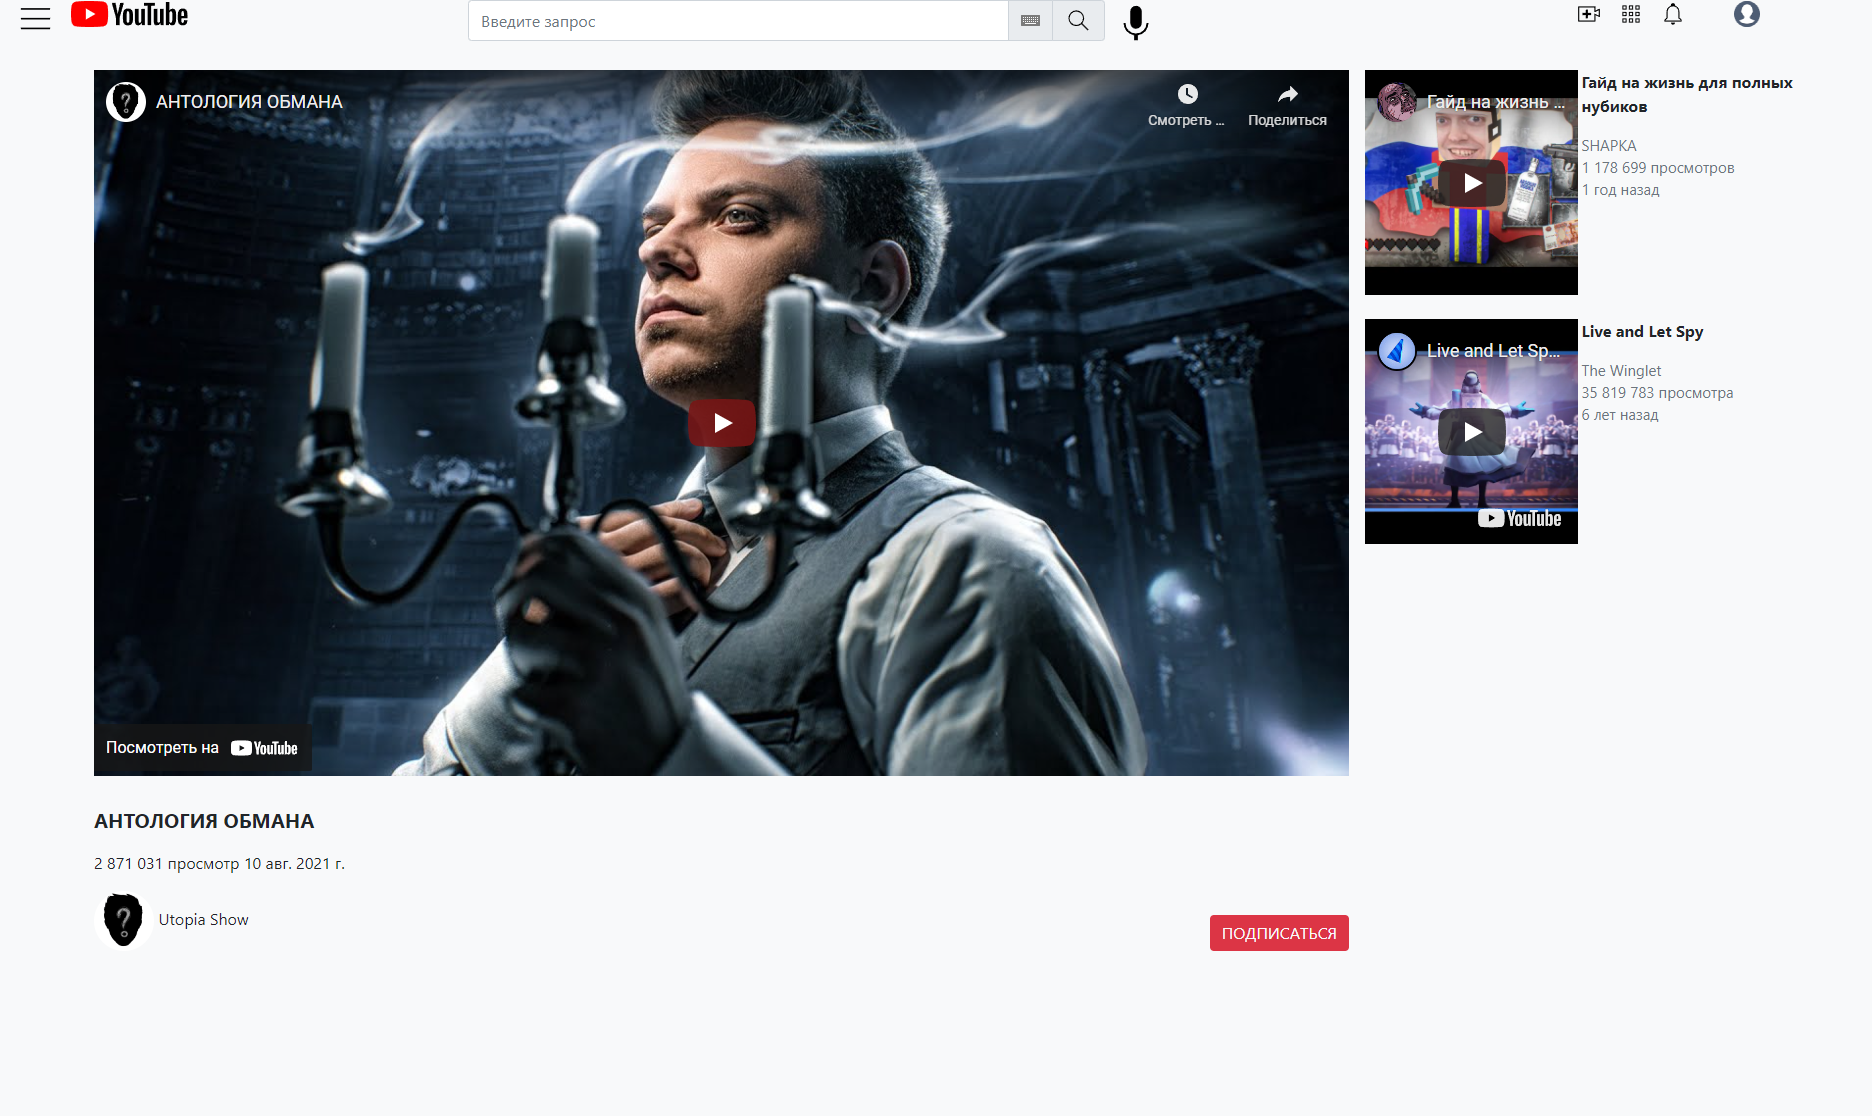 YouTube
Введите запрос
АНТОЛОГИЯ ОБМАНА
Смотреть ...
Поделиться
Посмотреть на YouTube
АНТОЛОГИЯ ОБМАНА
2 871 031 просмотр 10 авг. 2021 г.
Utopia Show
ПОДПИСАТЬСЯ
Гайд на жизнь ...
Гайд на жизнь для полных
нубиков
SHAPKA
1 178 699 просмотров
1 год назад
Live and Let Sp...
YouTube
Live and Let Spy
The Winglet
35 819 783 просмотра
6 лет назад